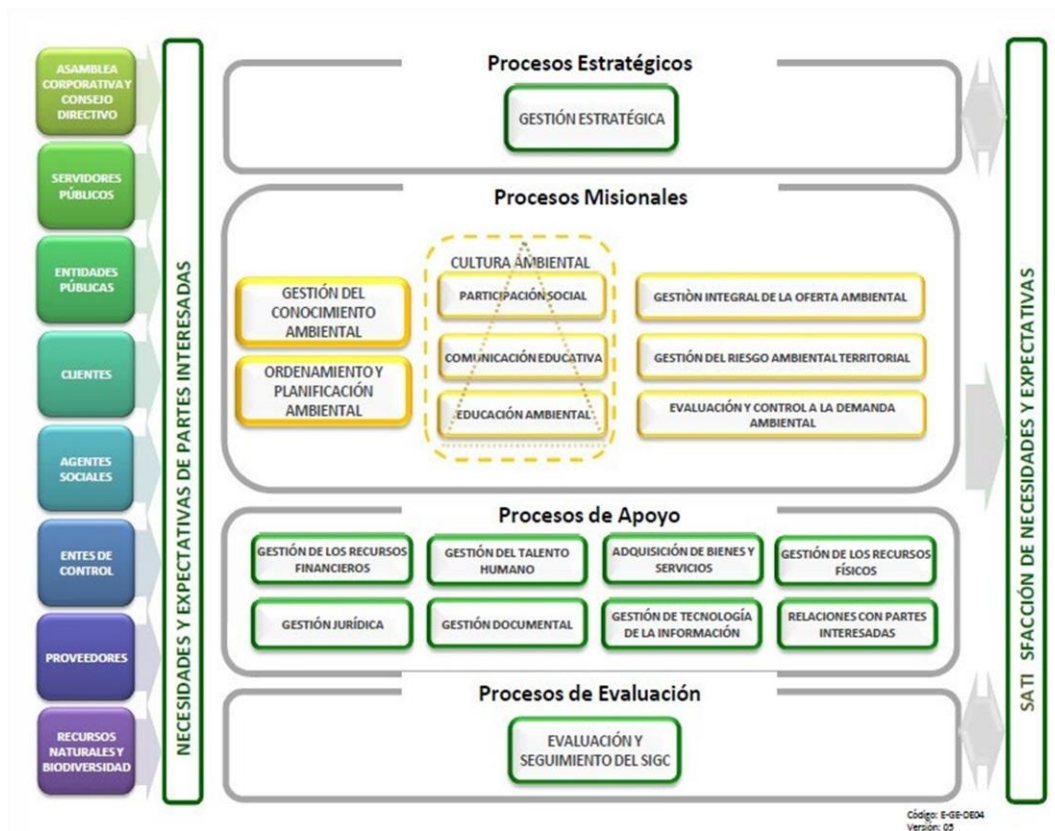 ASAMBLEA
CORPORATIVA Y
CONSEJO
DIRECTIVO
SERVIDORES
PÚBLICOS
ENTIDADES
PÚBLICAS
CLIENTES
AGENTES
SOCIALES
ENTES DE
CONTROL
PROVEEDORES
RECURSOS
NATURALES Y
BIODIVERSIDAD
NECESIDADES Y EXPECTATIVAS DE PARTES INTERESADAS
Procesos Estratégicos
GESTIÓN ESTRATÉGICA
Procesos Misionales
GESTIÓN DEL
CONOCIMIENTO
AMBIENTAL
ORDENAMIENTO Y
PLANIFICACIÓN
AMBIENTAL
CULTURA AMBIENTAL
PARTICIPACIÓN SOCIAL
COMUNICACIÓN EDUCATIVA
EDUCACIÓN AMBIENTAL
GESTIÒN INTEGRAL DE LA OFERTA AMBIENTAL
GESTIÓN DEL RIESGO AMBIENTAL TERRITORIAL
EVALUACIÓN Y CONTROL A LA DEMANDA
AMBIENTAL
Procesos de Apoyo
GESTIÓN DE LOS RECURSOS
FINANCIEROS
GESTIÓN DEL TALENTO
HUMANO
ADQUISICIÓN DE BIENES Y
SERVICIOS
GESTIÓN DE LOS RECURSOS
FÍSICOS
GESTIÓN JURÍDICA
GESTIÓN DOCUMENTAL
GESTIÓN DE TECNOLOGÍA
DE LA INFORMACIÓN
RELACIONES CON PARTES
INTERESADAS
Procesos de Evaluación
EVALUACIÓN Y
SEGUIMIENTO DEL SIGC
SATI SFACCIÓN DE NECESIDADES Y EXPECTATIVAS
Código: E-GE-DE04
Versión: 05